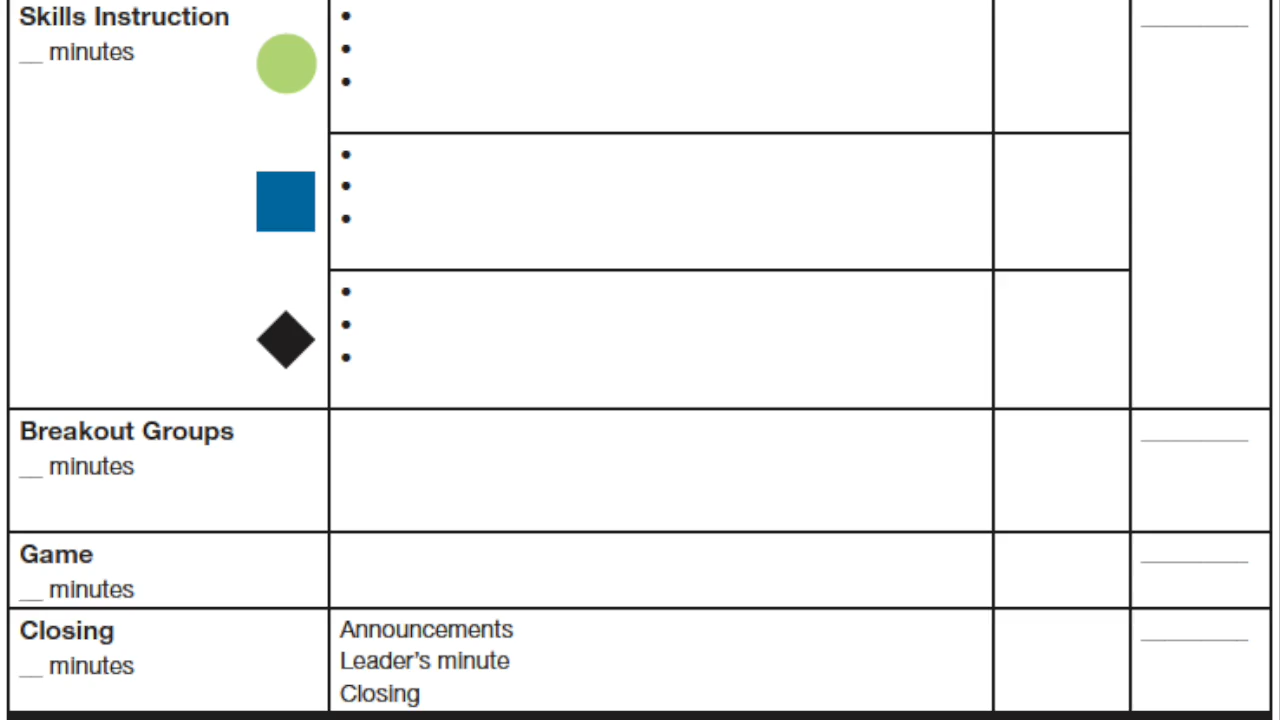 Skills Instruction
__ minutes
•
•
•
•
•
•
•
•
•
Breakout Groups
__ minutes
Game
__ minutes
Closing
__ minutes
Announcements
Leader’s minute
Closing